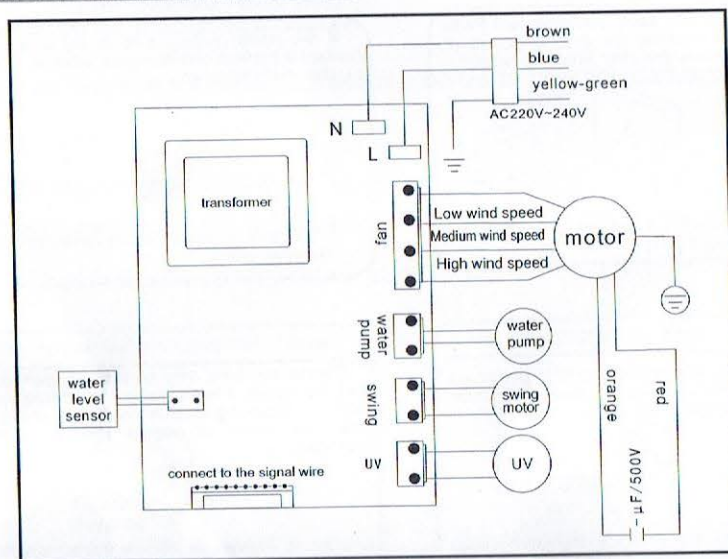 brown
blue
yellow-green
AC220V~240V
N
L
transformer
fan
Low wind speed
Medium wind speed
High wind speed
motor
water
pump
water
pump
water
level
sensor
swing
swing
motor
orange
red
UV
UV
connect to the signal wire
-μF/500V